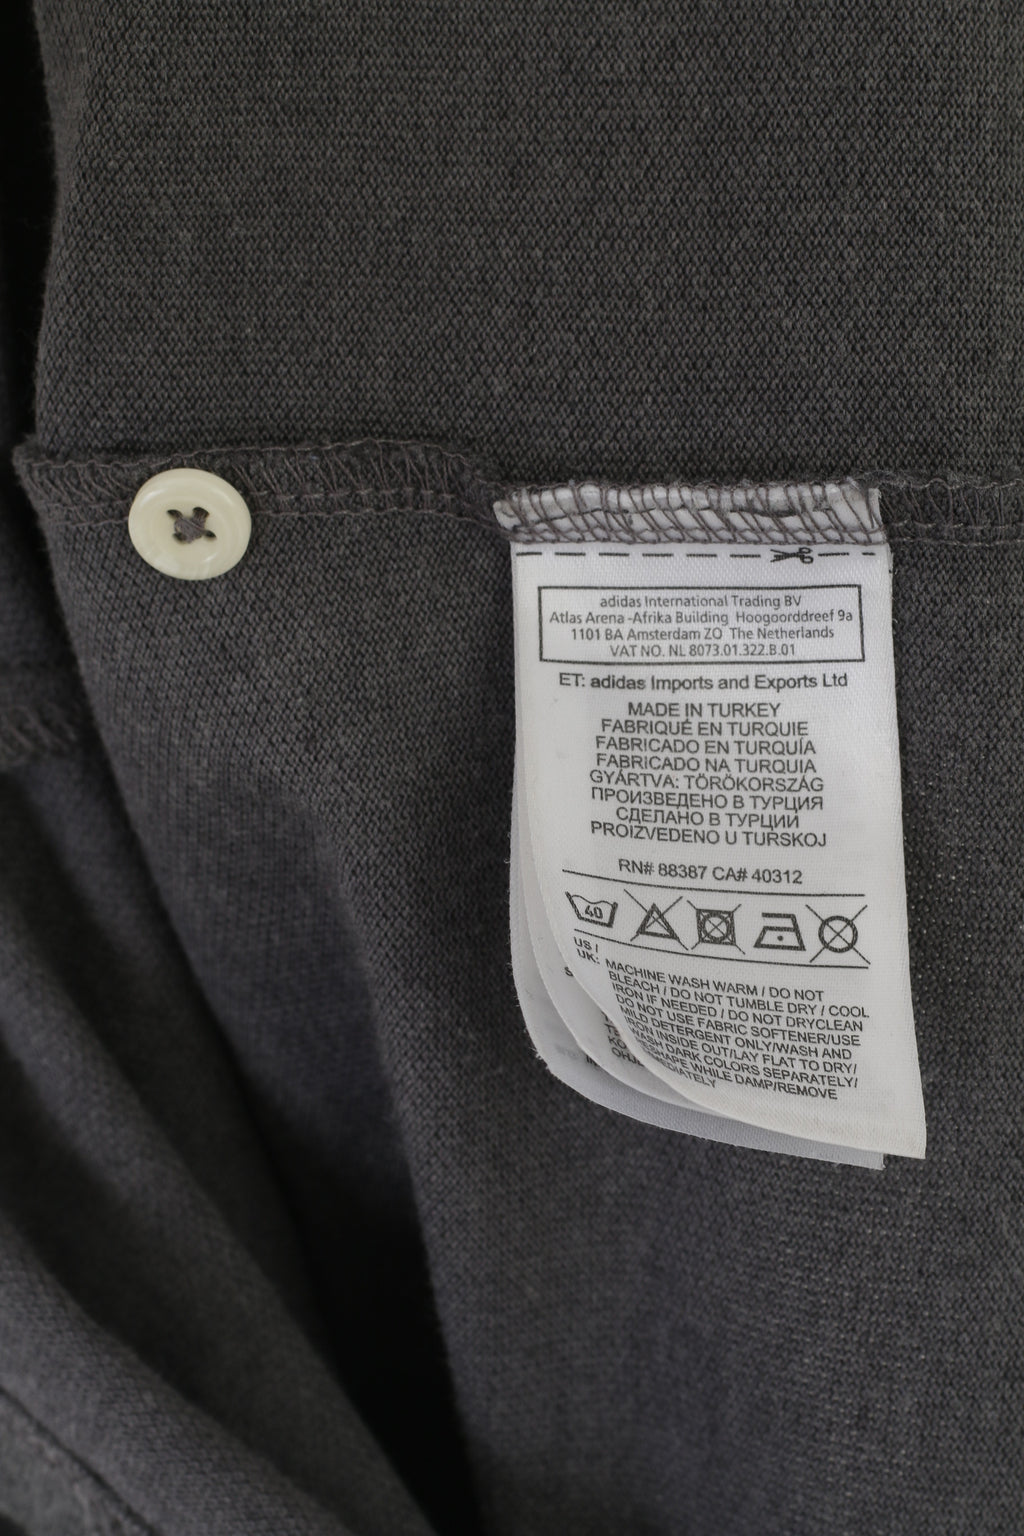 adidas International Trading BV
Atlas Arena -Afrika Building Hoogoorddreef 9a
1101 BA Amsterdam ZO The Netherlands
VAT NO. NL 8073.01.322.B.01
ET: adidas Imports and Exports Ltd
MADE IN TURKEY
FABRIQUÉ EN TURQUIE
FABRICADO EN TURQUÍA
FABRICADO NA TURQUIA
GYÁRTVA: TÖRÖKORSZÁG
ПРОИЗВЕДЕНО В ТУРЦИЯ
СДЕЛАНО В ТУРЦИИ
PROIZVEDENO U TURSKOJ
RN# 88387 CA# 40312
40
US /
UK: MACHINE WASH WARM / DO NOT
BLEACH / DO NOT TUMBLE DRY / COOL
IRON IF NEEDED / DO NOT DRYCLEAN
DO NOT USE FABRIC SOFTENER/USE
MILD DETERGENT ONLY/WASH AND
IRON INSIDE OUT/LAY FLAT TO DRY/
WASH DARK COLORS SEPARATELY/
RESHAPE WHILE DAMP/REMOVE